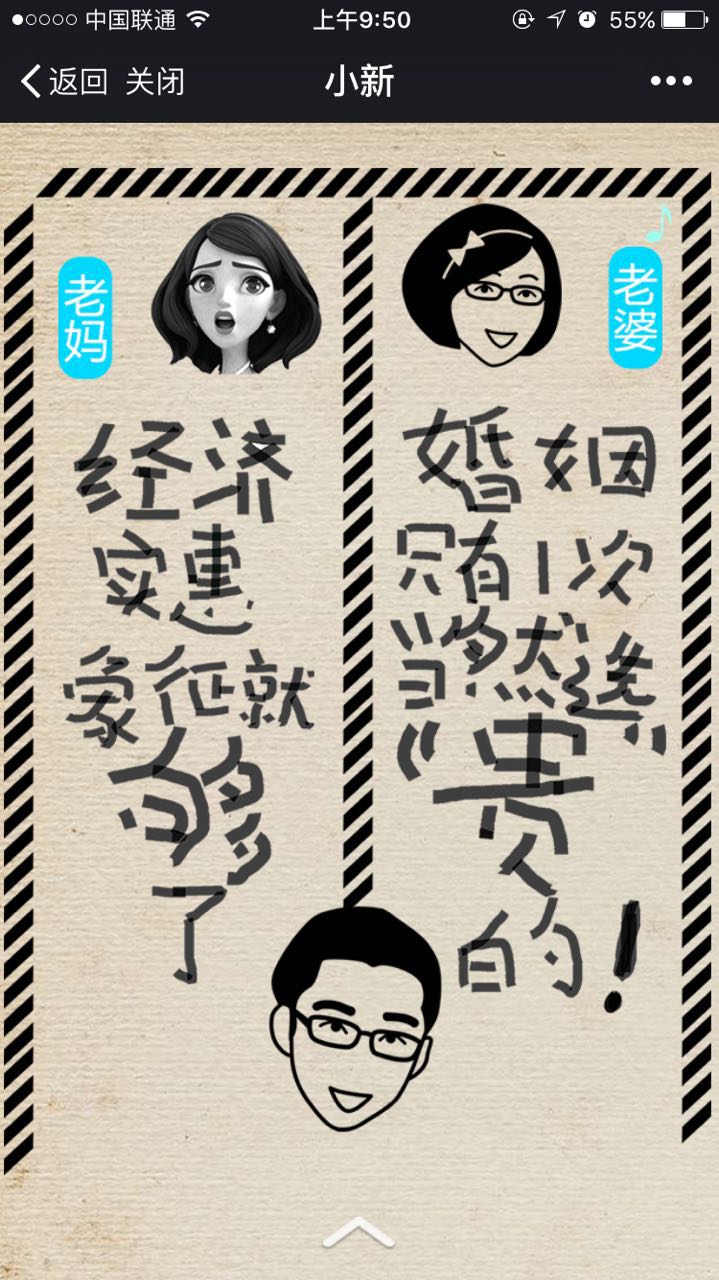 中国联通 上午9:50 55%
返回 关闭 小新
老妈
经济
实惠
象征就
够
了
老婆
婚姻
只有1次
当然选
“贵”
的!